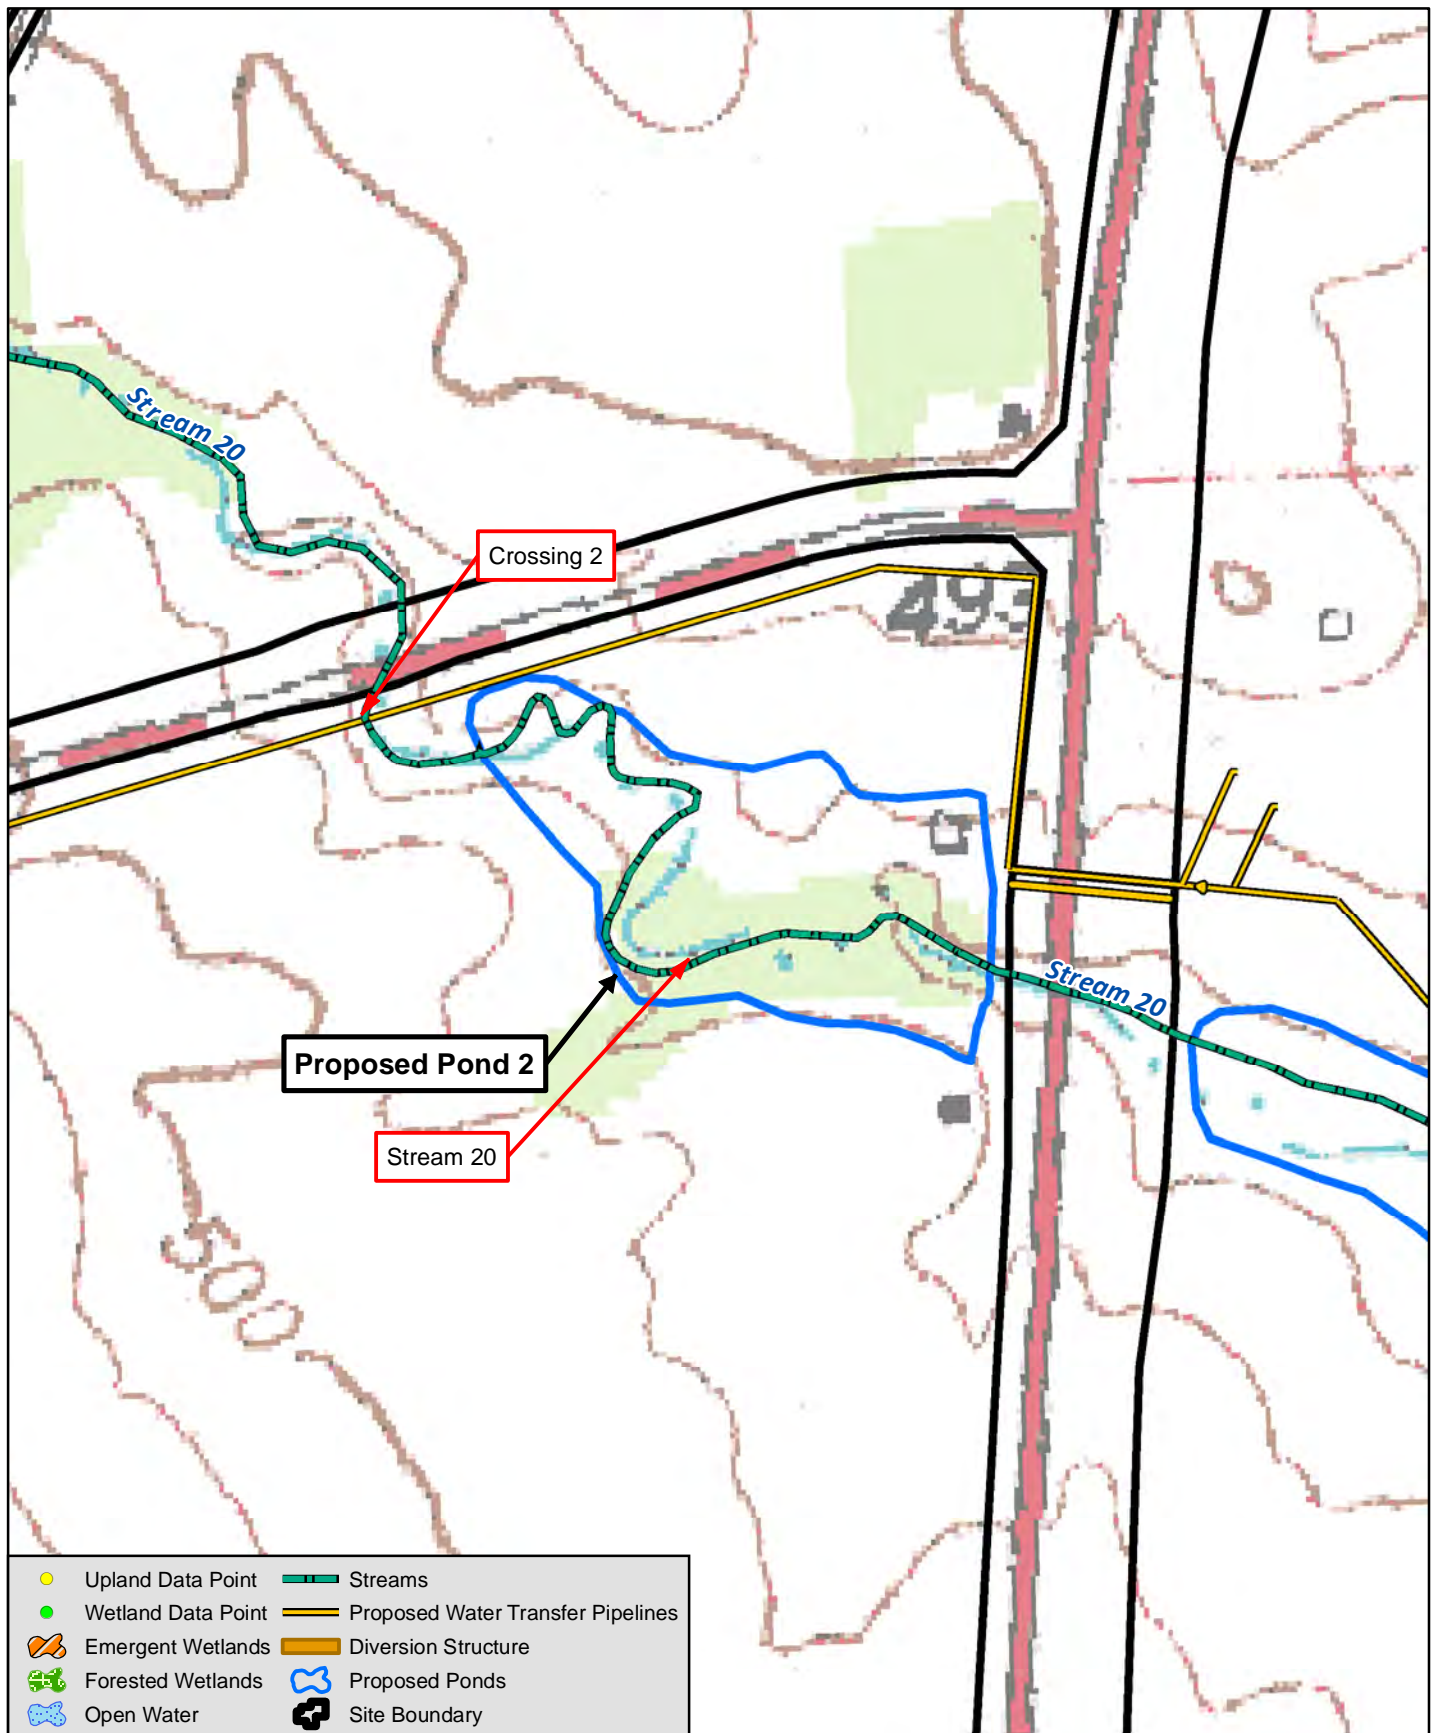 Stream 20
Crossing 2
493
Stream 20
Proposed Pond 2
Stream 20
500
Upland Data Point
Streams
Wetland Data Point
Proposed Water Transfer Pipelines
Emergent Wetlands
Diversion Structure
Forested Wetlands
Proposed Ponds
Open Water
Site Boundary